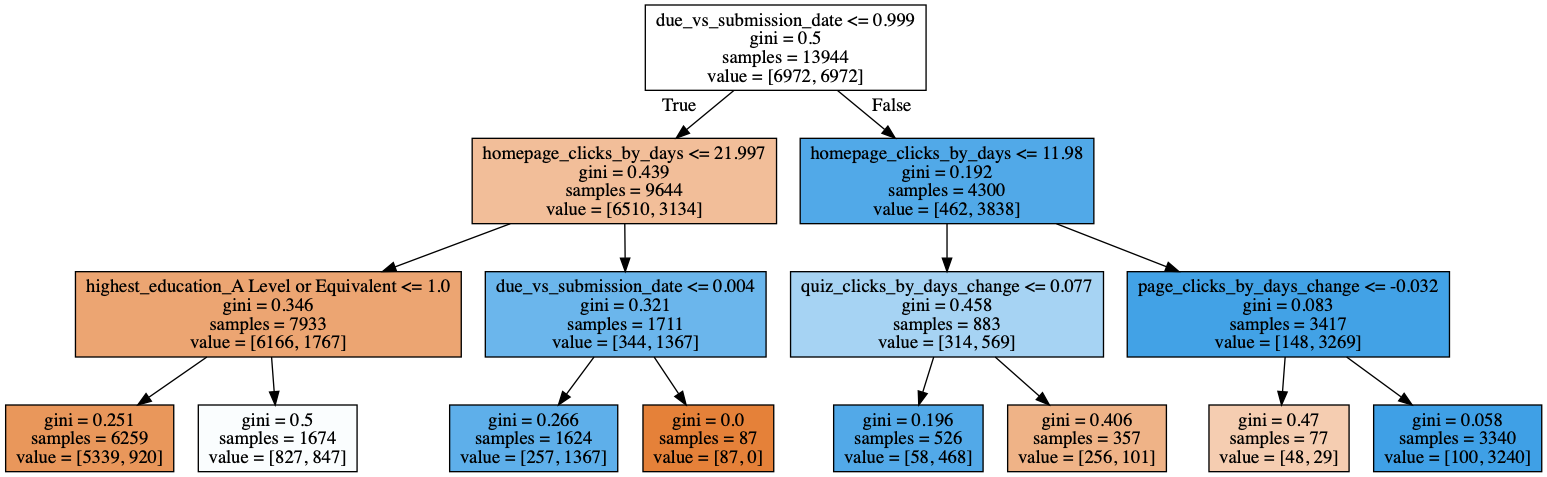 due_vs_submission_date <= 0.999
gini = 0.5
samples = 13944
value = [6972, 6972]
True
False
homepage_clicks_by_days <= 21.997
gini = 0.439
samples = 9644
value = [6510, 3134]
homepage_clicks_by_days <= 11.98
gini = 0.192
samples = 4300
value = [462, 3838]
highest_education_A Level or Equivalent <= 1.0
gini = 0.346
samples = 7933
value = [6166, 1767]
due_vs_submission_date <= 0.004
gini = 0.321
samples = 1711
value = [344, 1367]
quiz_clicks_by_days_change <= 0.077
gini = 0.458
samples = 883
value = [314, 569]
page_clicks_by_days_change <= -0.032
gini = 0.083
samples = 3417
value = [148, 3269]
gini = 0.251
samples = 6259
value = [5339, 920]
gini = 0.5
samples = 1674
value = [827, 847]
gini = 0.266
samples = 1624
value = [257, 1367]
gini = 0.0
samples = 87
value = [87, 0]
gini = 0.196
samples = 526
value = [58, 468]
gini = 0.406
samples = 357
value = [256, 101]
gini = 0.47
samples = 77
value = [48, 29]
gini = 0.058
samples = 3340
value = [100, 3240]